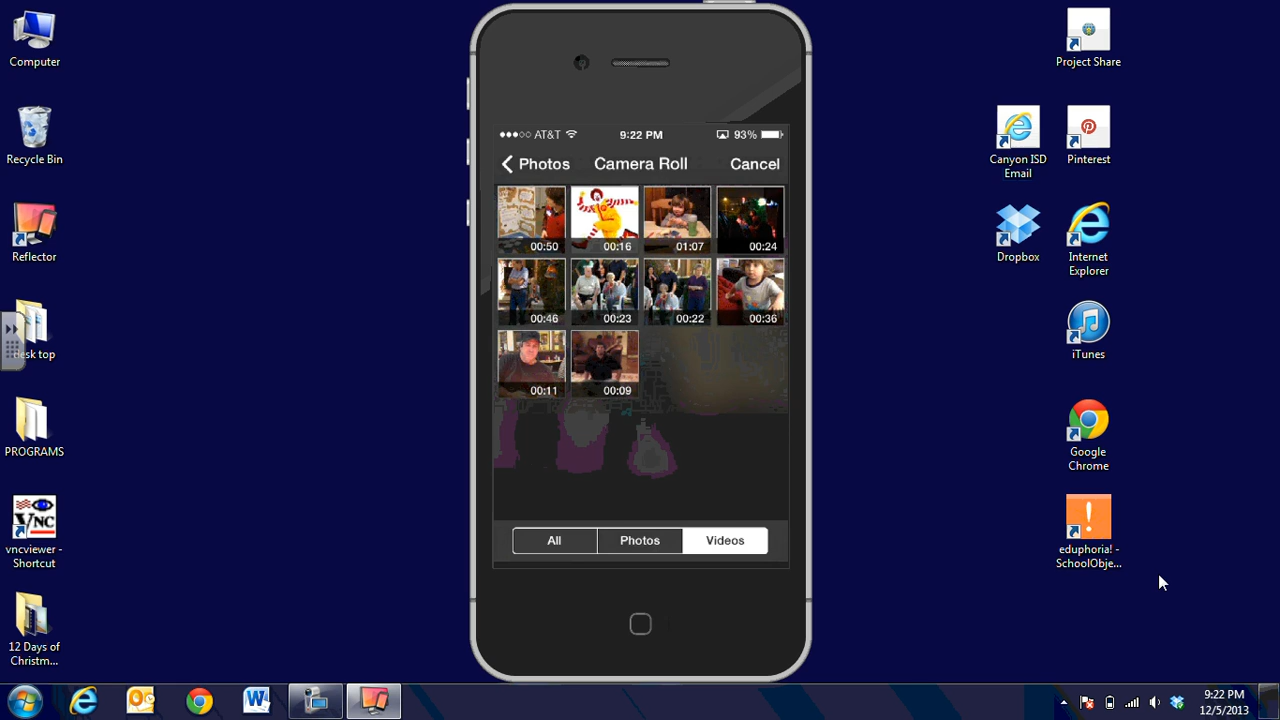 Computer
Recycle Bin
Reflector
Desk top
PROGRAMS
vncviewer -
Shortcut
12 Days of
Christm...
AT&T 9:22 PM 93%
Photos Camera Roll Cancel
00:50 00:16 01:07 00:24
00:46 00:23 00:22 00:36
00:11 00:09
All Photos Videos
Project Share
Canyon ISD
Email
Pinterest
Dropbox
Internet
Explorer
iTunes
Google
Chrome
eduphoria! -
SchoolObje...
9:22 PM
12/5/2013